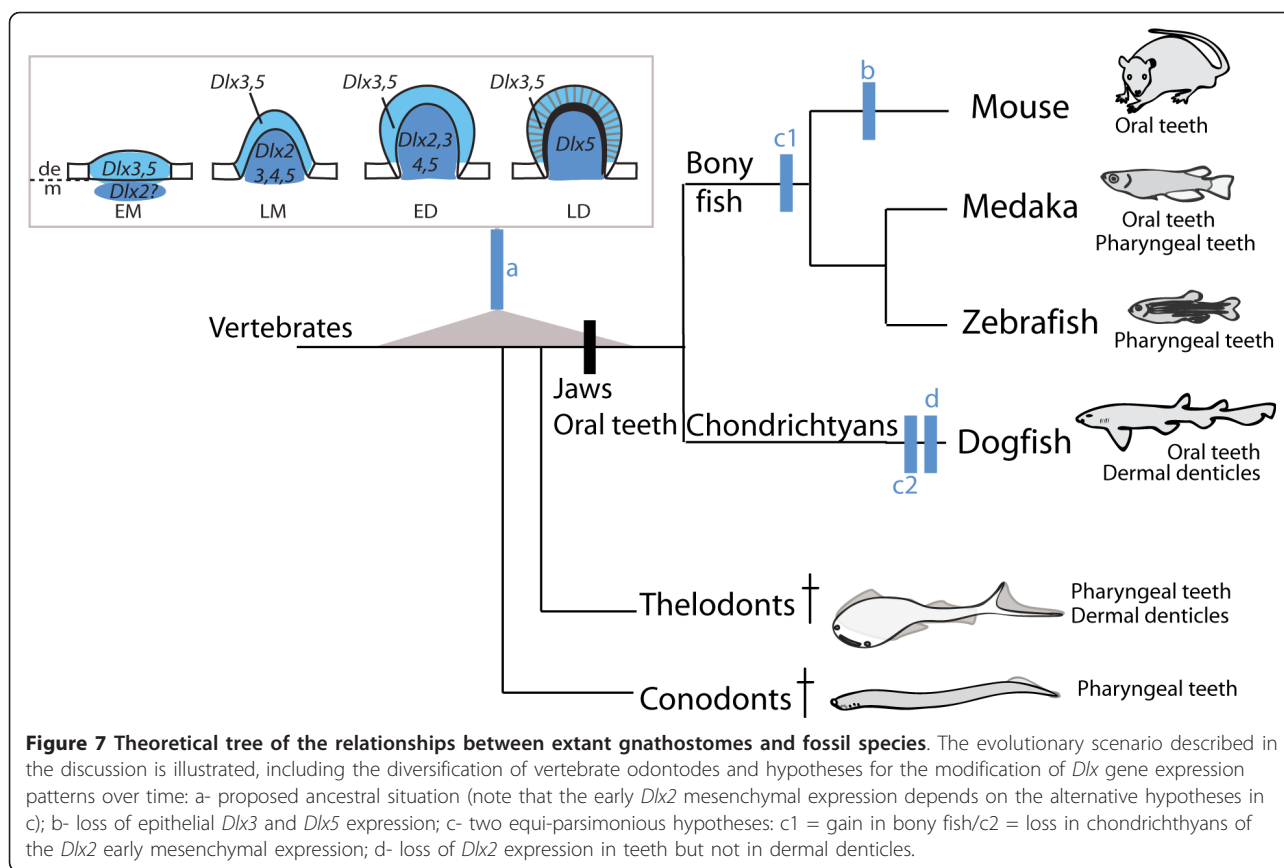 Dlx3,5
Dlx3,5
Dlx3,5
Dlx3,5
Dlx2?
Dlx2
3,4,5
Dlx2,3
4,5
Dlx5
de
m
EM
LM
ED
LD
a
b
c1
Bony
fish
Mouse
Oral teeth
Medaka
Oral teeth
Pharyngeal teeth
Zebrafish
Pharyngeal teeth
Vertebrates
Jaws
Oral teeth
Chondrichtyans
d
c2
Dogfish
Oral teeth
Dermal denticles
Thelodonts †
Pharyngeal teeth
Dermal denticles
Conodonts †
Pharyngeal teeth
Figure 7 Theoretical tree of the relationships between extant gnathostomes and fossil species. The evolutionary scenario described in
the discussion is illustrated, including the diversification of vertebrate odontodes and hypotheses for the modification of Dlx gene expression
patterns over time: a- proposed ancestral situation (note that the early Dlx2 mesenchymal expression depends on the alternative hypotheses in
c); b- loss of epithelial Dlx3 and Dlx5 expression; c- two equi-parsimonious hypotheses: c1 = gain in bony fish/c2 = loss in chondrichthyans of
the Dlx2 early mesenchymal expression; d- loss of Dlx2 expression in teeth but not in dermal denticles.